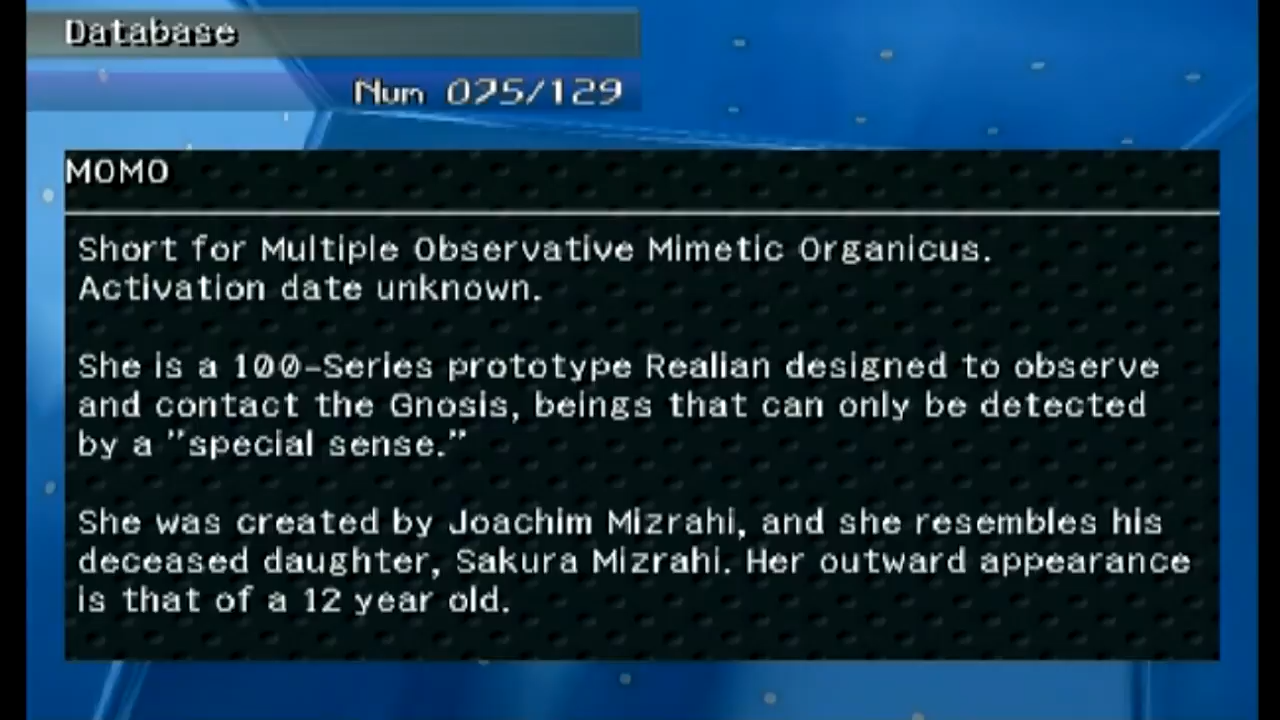 Database
Num 075/129
MOMO
Short for Multiple Observative Mimetic Organicus.
Activation date unknown.
She is a 100-Series prototype Realian designed to observe
and contact the Gnosis, beings that can only be detected
by a "special sense."
She was created by Joachim Mizrahi, and she resembles his
deceased daughter, Sakura Mizrahi. Her outward appearance
is that of a 12 year old.